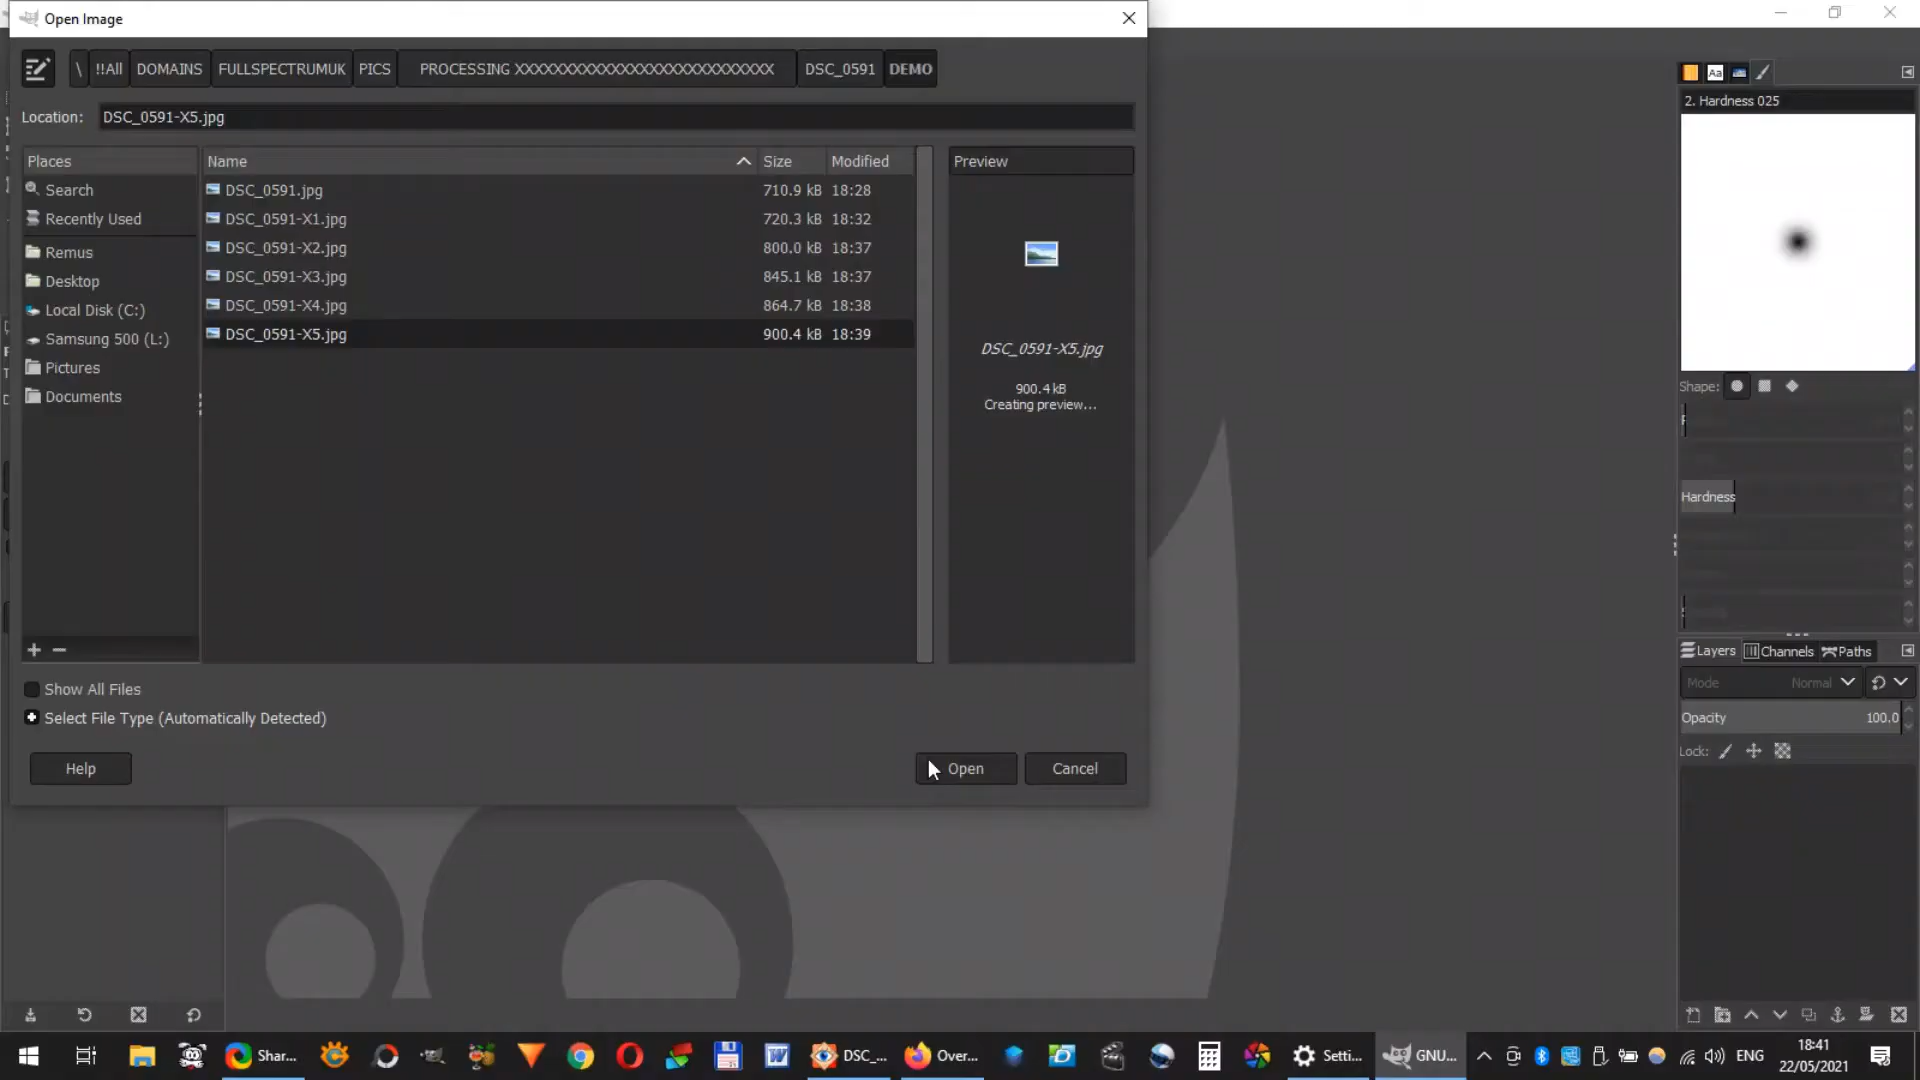 Open Image
\ !!All DOMAINS FULLSPECTRUMUK PICS PROCESSING XXXXXXXXXXXXXXXXXXXXXXXXXXX DSC_0591 DEMO
Location: DSC_0591-X5.jpg
Places
Search
Recently Used
Remus
Desktop
Local Disk (C:)
Samsung 500 (L:)
Pictures
Documents
Name Size Modified
DSC_0591.jpg 710.9 kB 18:28
DSC_0591-X1.jpg 720.3 kB 18:32
DSC_0591-X2.jpg 800.0 kB 18:37
DSC_0591-X3.jpg 845.1 kB 18:37
DSC_0591-X4.jpg 864.7 kB 18:38
DSC_0591-X5.jpg 900.4 kB 18:39
Preview
DSC_0591-X5.jpg
900.4 kB
Creating preview...
Show All Files
Select File Type (Automatically Detected)
Help Open Cancel
Aa
2. Hardness 025
Shape:
Hardness
Layers Channels Paths
Mode Normal
Opacity 100.0
Lock:
Shar... DSC_... Over... Setti... GNU... ENG 18:41
22/05/2021